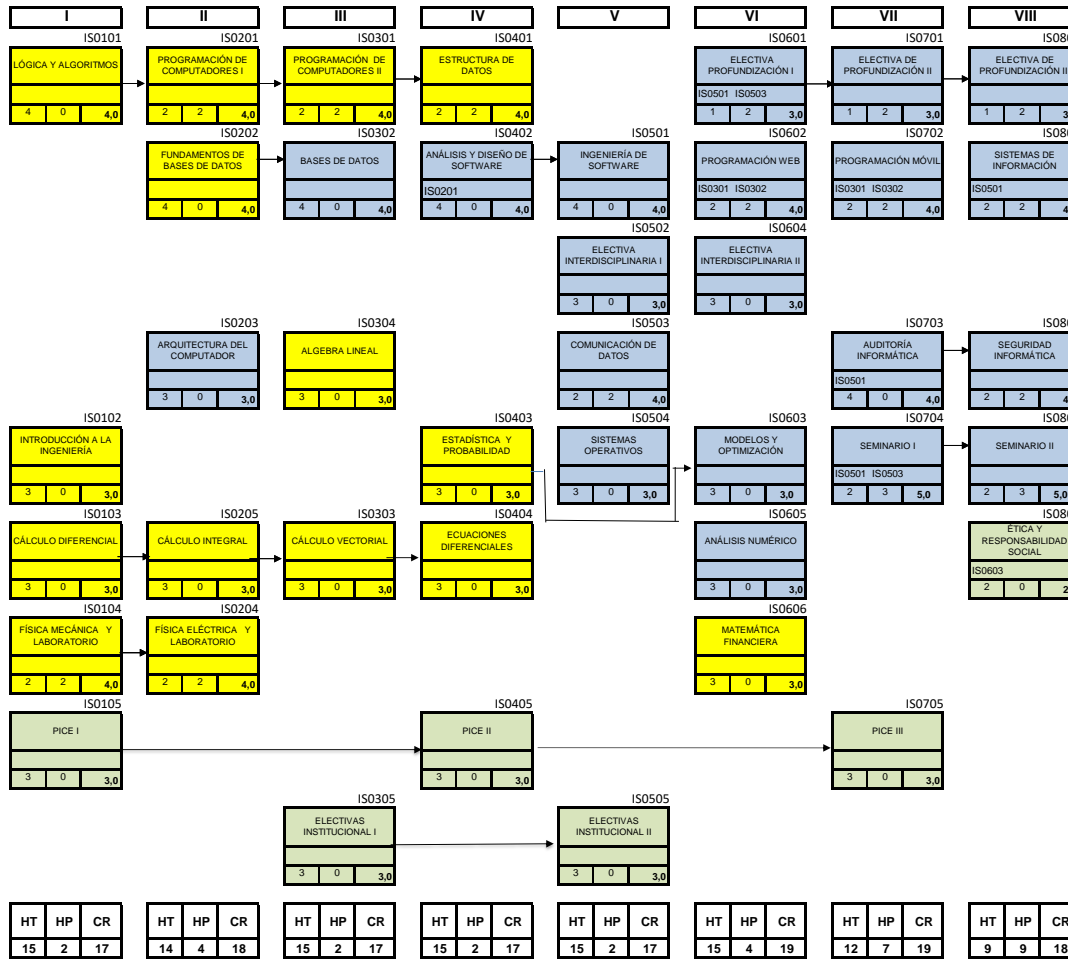 I II III IV V VI VII VIII
IS0101 IS0201 IS0301 IS0401 IS0601 IS0701 IS080
LÓGICA Y ALGORITMOS
PROGRAMACIÓN DE
COMPUTADORES I
PROGRAMACIÓN DE
COMPUTADORES II
ESTRUCTURA DE
DATOS
ELECTIVA
PROFUNDIZACIÓN I
ELECTIVA DE
PROFUNDIZACIÓN II
ELECTIVA DE
PROFUNDIZACIÓN II
IS0501 IS0503
4 0 4,0 2 2 4,0 2 2 4,0 2 2 4,0 1 2 3,0 1 2 3,0 1 2 3
IS0202 IS0302 IS0402 IS0501 IS0602 IS0702 IS080
FUNDAMENTOS DE
BASES DE DATOS
BASES DE DATOS
ANÁLISIS Y DISEÑO DE
SOFTWARE
INGENIERÍA DE
SOFTWARE
PROGRAMACIÓN WEB
PROGRAMACIÓN MÓVIL
SISTEMAS DE
INFORMACIÓN
IS0201 IS0301 IS0302 IS0301 IS0302 IS0501
4 0 4,0 4 0 4,0 4 0 4,0 4 0 4,0 2 2 4,0 2 2 4,0 2 2 4
IS0502 IS0604
ELECTIVA
INTERDISCIPLINARIA I
ELECTIVA
INTERDISCIPLINARIA II
3 0 3,0 3 0 3,0
IS0203 IS0304 IS0503 IS0703 IS080
ARQUITECTURA DEL
COMPUTADOR
ALGEBRA LINEAL
COMUNICACIÓN DE
DATOS
AUDITORÍA
INFORMÁTICA
SEGURIDAD
INFORMÁTICA
IS0501
3 0 3,0 3 0 3,0 2 2 4,0 4 0 4,0 2 2 4
IS0102 IS0403 IS0504 IS0603 IS0704 IS080
INTRODUCCIÓN A LA
INGENIERÍA
ESTADÍSTICA Y
PROBABILIDAD
SISTEMAS
OPERATIVOS
MODELOS Y
OPTIMIZACIÓN
SEMINARIO I
SEMINARIO II
IS0501 IS0503
3 0 3,0 3 0 3,0 3 0 3,0 3 0 3,0 2 3 5,0 2 3 5,0
IS0103 IS0205 IS0303 IS0404 IS0605 IS080
CÁLCULO DIFERENCIAL
CÁLCULO INTEGRAL
CÁLCULO VECTORIAL
ECUACIONES
DIFERENCIALES
ANÁLISIS NUMÉRICO
ÉTICA Y
RESPONSABILIDAD
SOCIAL
IS0603
3 0 3,0 3 0 3,0 3 0 3,0 3 0 3,0 3 0 3,0 2 0 2
IS0104 IS0204 IS0606
FÍSICA MECÁNICA Y
LABORATORIO
FÍSICA ELÉCTRICA Y
LABORATORIO
MATEMÁTICA
FINANCIERA
2 2 4,0 2 2 4,0 3 0 3,0
IS0105 IS0405 IS0705
PICE I PICE II PICE III
3 0 3,0 3 0 3,0 3 0 3,0
IS0305 IS0505
ELECTIVAS
INSTITUCIONAL I
ELECTIVAS
INSTITUCIONAL II
3 0 3,0 3 0 3,0
HT HP CR HT HP CR HT HP CR HT HP CR HT HP CR HT HP CR HT HP CR HT HP CR
15 2 17 14 4 18 15 2 17 15 2 17 15 2 17 15 4 19 12 7 19 9 9 18